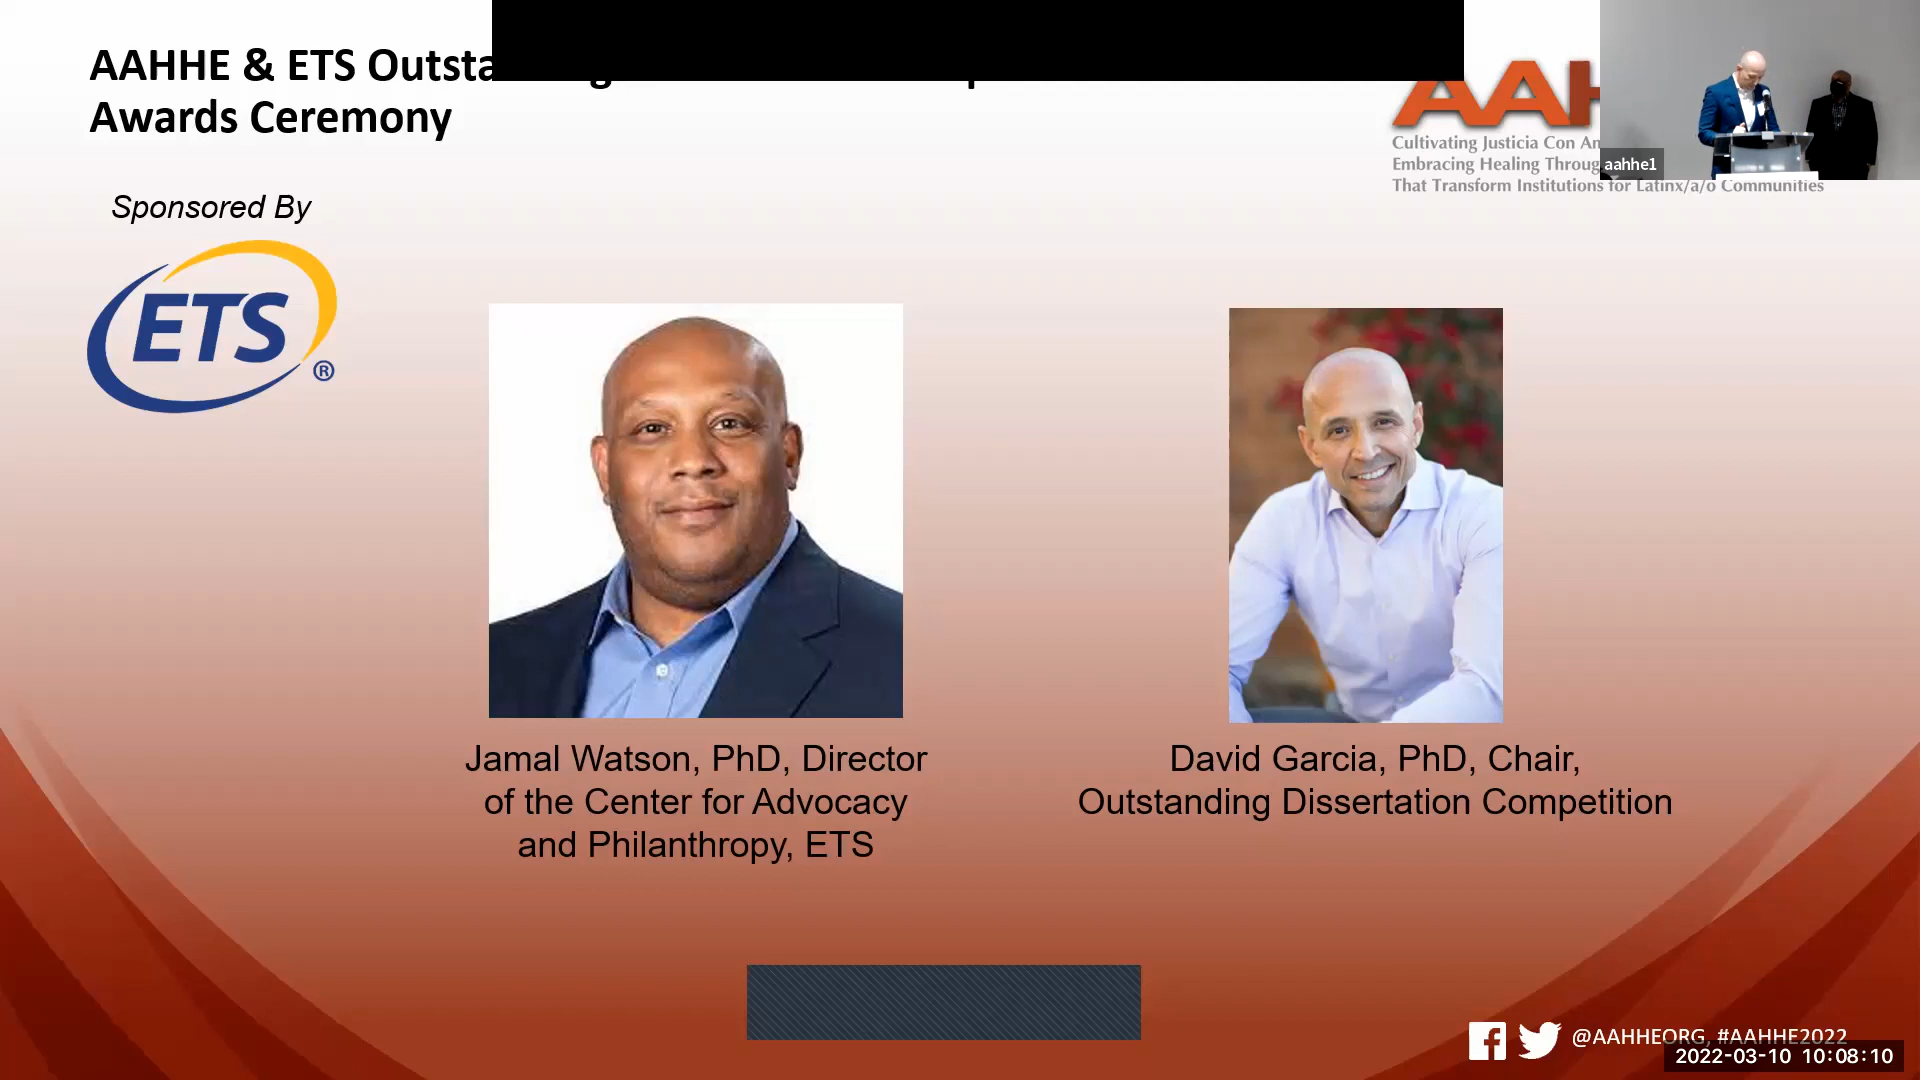 AAHHE & ETS Outsta
Awards Ceremony
AAH
Cultivating Justicia Con
Embracing Healing
That Transform Institutions for Latinx/a/o Communities
aahhe1
Sponsored By
ETS
®
Jamal Watson, PhD, Director
of the Center for Advocacy
and Philanthropy, ETS
David Garcia, PhD, Chair,
Outstanding Dissertation Competition
@AAHHEORG, #AAHHE2022
2022-03-10 10:08:10